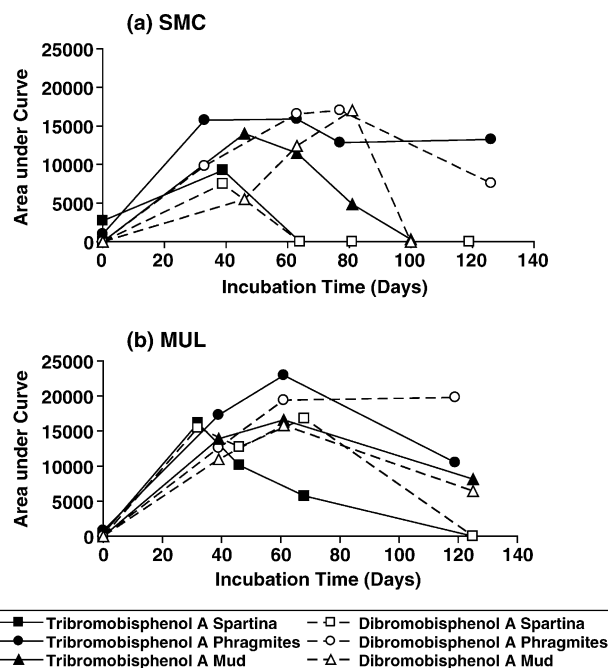 (a) SMC
25000
20000
15000
10000
5000
0
Area under Curve
0 20 40 60 80 100 120 140
Incubation Time (Days)
(b) MUL
25000
20000
15000
10000
5000
0
Area under Curve
0 20 40 60 80 100 120 140
Incubation Time (Days)
Tribromobisphenol A Spartina Dibromobisphenol A Spartina
Tribromobisphenol A Phragmites Dibromobisphenol A Phragmites
Tribromobisphenol A Mud Dibromobisphenol A Mud